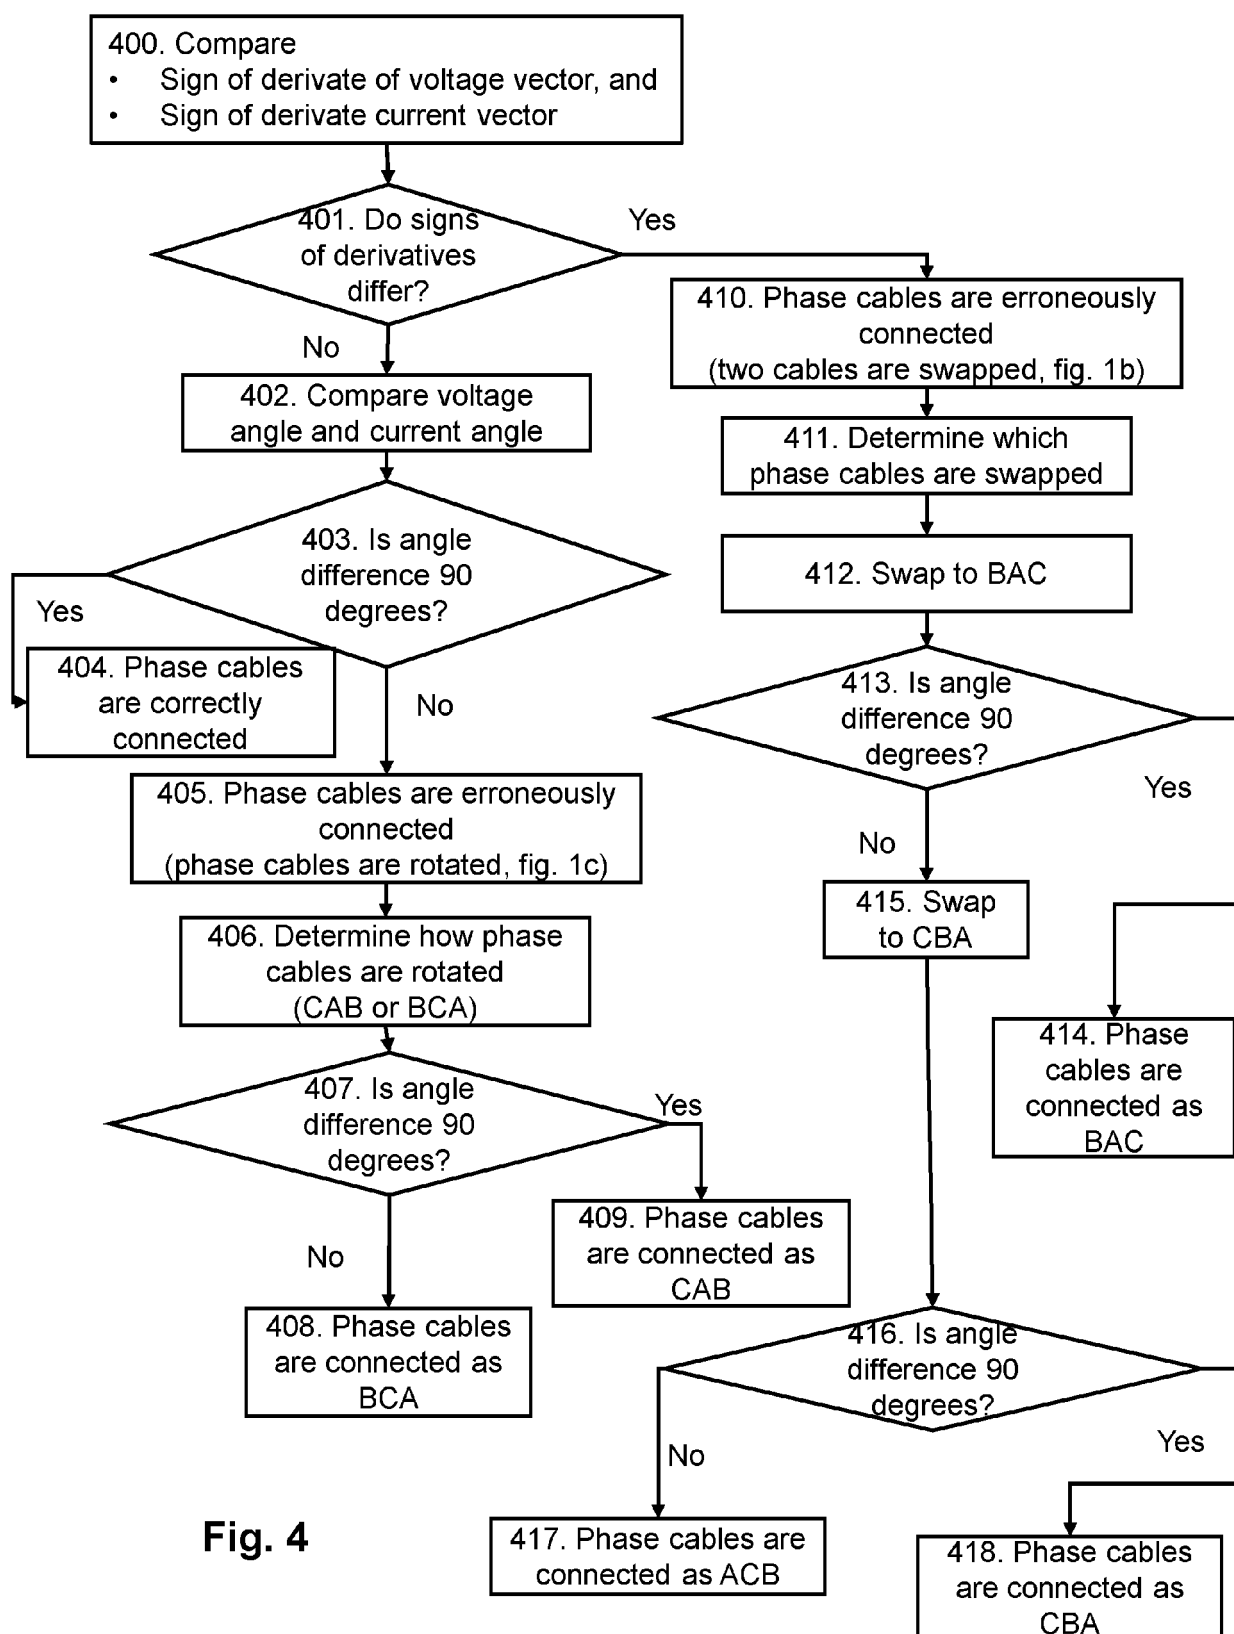 400. Compare
• Sign of derivate of voltage vector, and
• Sign of derivate current vector
401. Do signs
of derivatives
differ?
Yes
No
410. Phase cables are erroneously
connected
(two cables are swapped, fig. 1b)
402. Compare voltage
angle and current angle
411. Determine which
phase cables are swapped
403. Is angle
difference 90
degrees?
Yes
No
412. Swap to BAC
404. Phase cables
are correctly
connected
413. Is angle
difference 90
degrees?
Yes
No
405. Phase cables are erroneously
connected
(phase cables are rotated, fig. 1c)
415. Swap
to CBA
406. Determine how phase
cables are rotated
(CAB or BCA)
414. Phase
cables are
connected as
BAC
407. Is angle
difference 90
degrees?
Yes
No
409. Phase cables
are connected as
CAB
408. Phase cables
are connected as
BCA
416. Is angle
difference 90
degrees?
No
Yes
417. Phase cables are
connected as ACB
418. Phase cables
are connected as
CBA
Fig. 4